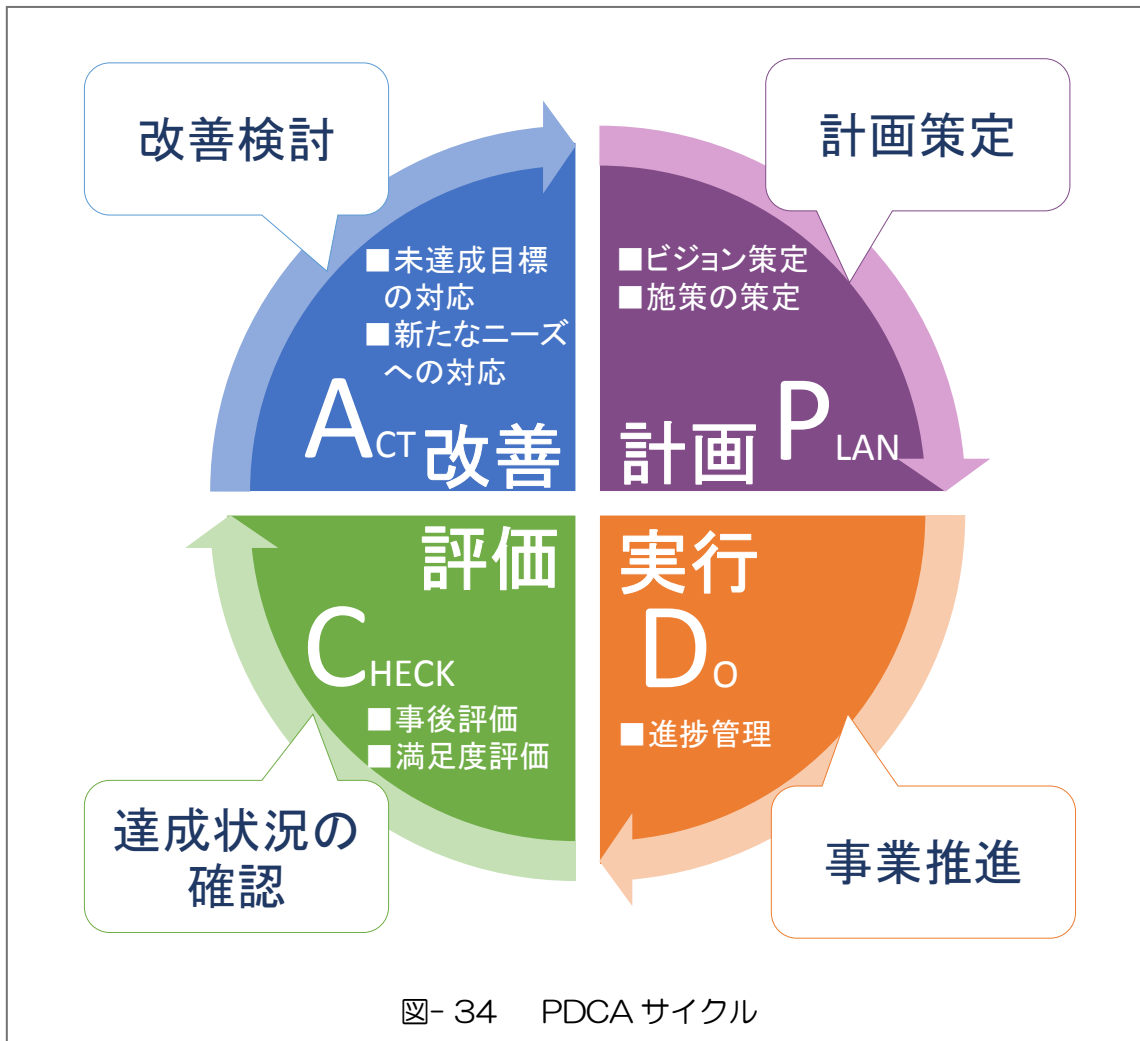 改善検討
計画策定
■未達成目標
の対応
■新たなニーズ
への対応
ACT 改善
■ビジョン策定
■施策の策定
計画 PLAN
評価
CHECK
■事後評価
■満足度評価
実行
DO
■進捗管理
達成状況の
確認
事業推進
図- 34 PDCA サイクル